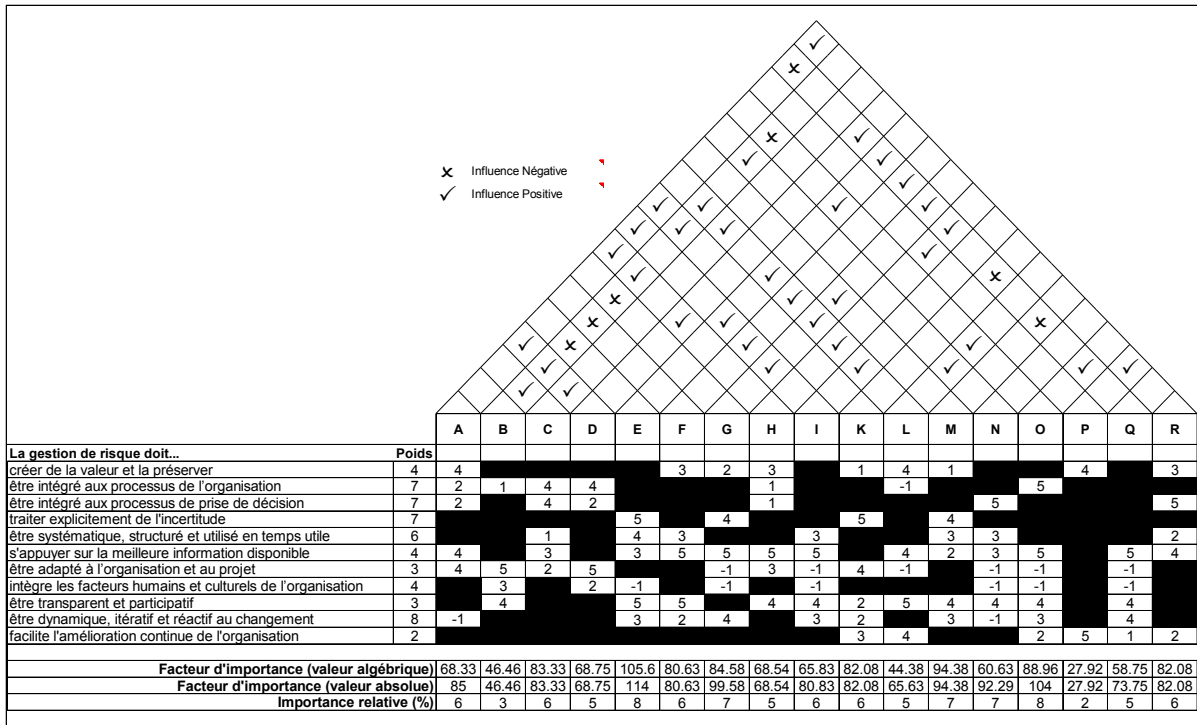 ✗ Influence Négative
✓ Influence Positive
A B C D E F G H I K L M N O P Q R
La gestion de risque doit... Poids
créer de la valeur et la préserver 4 4 3 2 3 1 4 1 4 3
être intégré aux processus de l'organisation 7 2 1 4 4 1 -1 5
être intégré aux processus de prise de décision 7 2 4 2 1 5 5
traiter explicitement de l'incertitude 7 5 4 5 4
être systématique, structuré et utilisé en temps utile 6 1 4 3 3 3 3 2
s'appuyer sur la meilleure information disponible 4 4 3 3 5 5 5 5 4 2 3 5 5 4
être adapté à l'organisation et au projet 3 4 5 2 5 -1 3 -1 4 -1 -1 -1 -1
intègre les facteurs humains et culturels de l'organisation 4 3 2 -1 -1 -1 -1 -1 -1
être transparent et participatif 3 4 5 5 4 4 2 5 4 4 4 4
être dynamique, itératif et réactif au changement 8 -1 3 2 4 3 2 3 -1 3 4
facilite l'amélioration continue de l'organisation 2 3 4 2 5 1 2
Facteur d'importance (valeur algébrique) 68.33 46.46 83.33 68.75 105.6 80.63 84.58 68.54 65.83 82.08 44.38 94.38 60.63 88.96 27.92 58.75 82.08
Facteur d'importance (valeur absolue) 85 46.46 83.33 68.75 114 80.63 99.58 68.54 80.83 82.08 65.63 94.38 92.29 104 27.92 73.75 82.08
Importance relative (%) 6 3 6 5 8 6 7 5 6 6 5 7 7 8 2 5 6